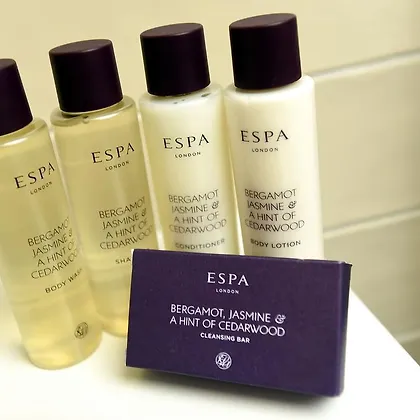 ESPA
LONDON
BERGAMOT
JASMINE &
A HINT OF
CEDARWOOD
BODY WASH
ESPA
LONDON
BERGAMOT
JASMINE &
A HINT OF
CEDARWOOD
SHA
ESPA
LONDON
BERGAMOT
JASMINE &
A HINT OF
CEDARWOOD
CONDITIONER
ESPA
LONDON
BERGAMOT
JASMINE &
A HINT OF
CEDARWOOD
BODY LOTION
ESPA
LONDON
BERGAMOT, JASMINE &
A HINT OF CEDARWOOD
CLEANSING BAR